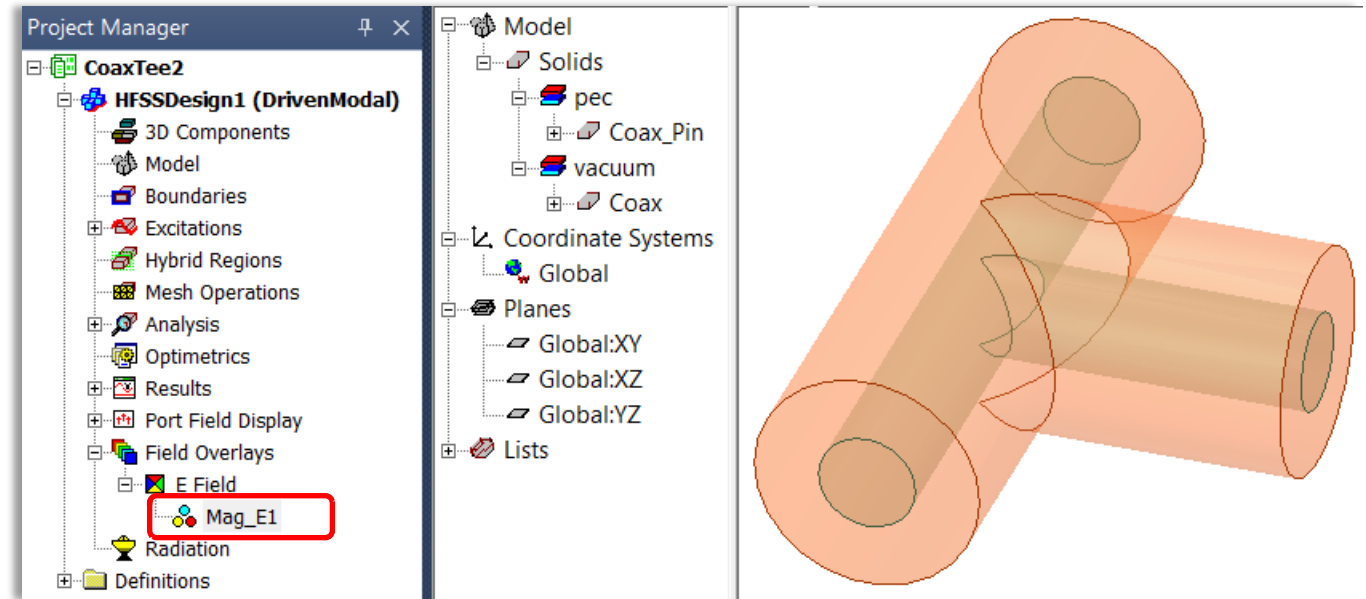 Project Manager
CoaxTee2
HFSSDesign1 (DrivenModal)
3D Components
Model
Boundaries
Excitations
Hybrid Regions
Mesh Operations
Analysis
Optimetrics
Results
Port Field Display
Field Overlays
E Field
Mag_E1
Radiation
Definitions
Model
Solids
pec
Coax_Pin
vacuum
Coax
Coordinate Systems
Global
Planes
Global:XY
Global:XZ
Global:YZ
Lists